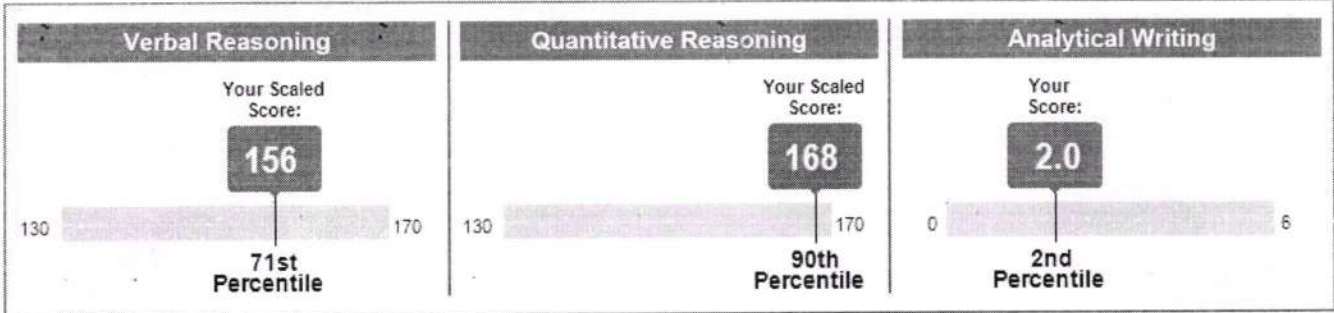 Verbal Reasoning
Your Scaled
Score:
156
130
170
71st
Percentile
Quantitative Reasoning
Your Scaled
Score:
168
130
170
90th
Percentile
Analytical Writing
Your
Score:
2.0
0
6
2nd
Percentile